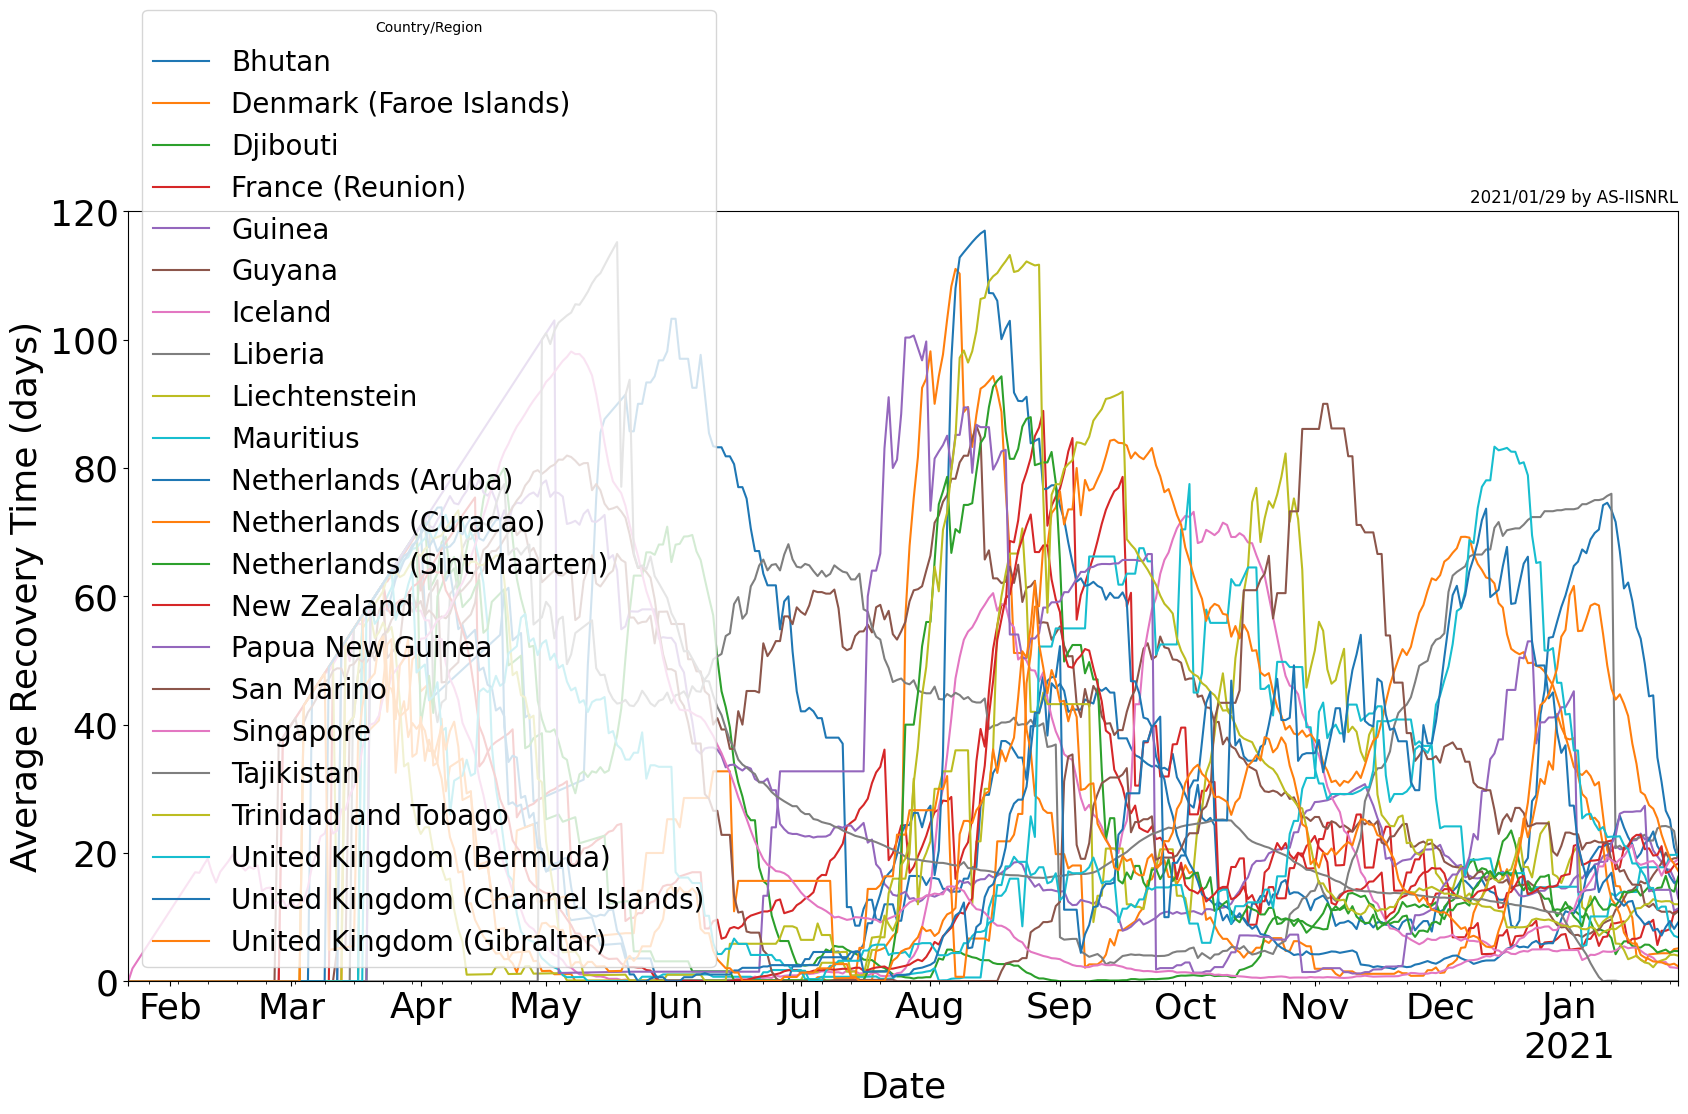 Country/Region
Bhutan
Denmark (Faroe Islands)
Djibouti
France (Reunion)
Guinea
Guyana
Iceland
Liberia
Liechtenstein
Mauritius
Netherlands (Aruba)
Netherlands (Curacao)
Netherlands (Sint Maarten)
New Zealand
Papua New Guinea
San Marino
Singapore
Tajikistan
Trinidad and Tobago
United Kingdom (Bermuda)
United Kingdom (Channel Islands)
United Kingdom (Gibraltar)
2021/01/29 by AS-IISNRL
Average Recovery Time (days)
120
100
80
60
40
20
0
Feb Mar Apr May Jun Jul Aug Sep Oct Nov Dec Jan
2021
Date